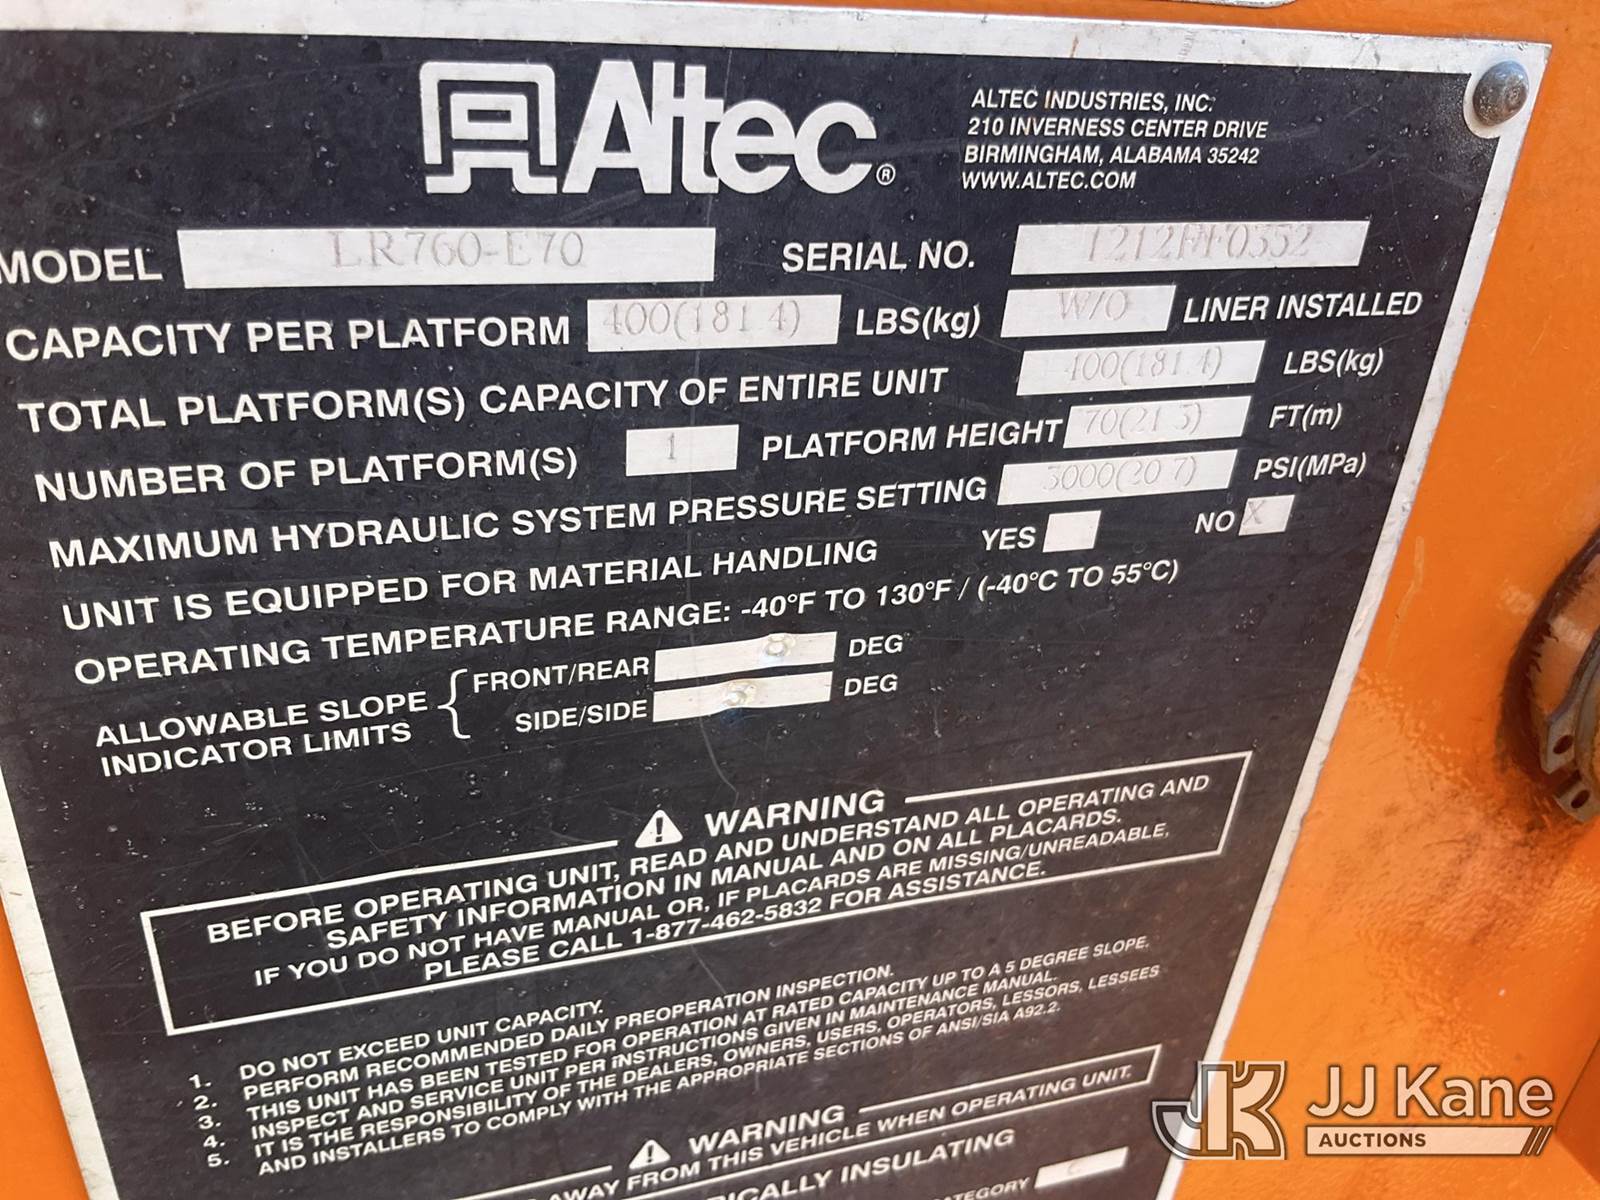 Altec®
ALTEC INDUSTRIES, INC.
210 INVERNESS CENTER DRIVE
BIRMINGHAM, ALABAMA 35242
WWW.ALTEC.COM
MODEL LR760-E70 SERIAL NO.
CAPACITY PER PLATFORM 400(181.4) LBS(kg) W/O LINER INSTALLED
TOTAL PLATFORM(S) CAPACITY OF ENTIRE UNIT 400(181.4) LBS(kg)
NUMBER OF PLATFORM(S) 1 PLATFORM HEIGHT 70(21.3) FT(m)
MAXIMUM HYDRAULIC SYSTEM PRESSURE SETTING 3000(20.7) PSI(MPa)
UNIT IS EQUIPPED FOR MATERIAL HANDLING YES NO X
OPERATING TEMPERATURE RANGE: -40°F TO 130°F / (-40°C TO 55°C)
ALLOWABLE SLOPE INDICATOR LIMITS
FRONT/REAR 8 DEG
SIDE/SIDE 5 DEG
WARNING
BEFORE OPERATING UNIT, READ AND UNDERSTAND ALL OPERATING AND
SAFETY INFORMATION IN MANUAL AND ON ALL PLACARDS.
IF YOU DO NOT HAVE MANUAL OR, IF PLACARDS ARE MISSING/UNREADABLE,
PLEASE CALL 1-877-462-5832 FOR ASSISTANCE.
1. DO NOT EXCEED UNIT CAPACITY.
2. PERFORM RECOMMENDED DAILY PREOPERATION INSPECTION.
3. THIS UNIT HAS BEEN TESTED FOR OPERATION AT RATED CAPACITY UP TO A 5 DEGREE SLOPE.
4. INSPECT AND SERVICE UNIT PER INSTRUCTIONS GIVEN IN MAINTENANCE MANUAL.
5. IT IS THE RESPONSIBILITY OF THE DEALERS, OWNERS, USERS, OPERATORS, LESSORS, LESSEES
AND INSTALLERS TO COMPLY WITH THE APPROPRIATE SECTIONS OF ANSI/SIA A92.2.
WARNING
AWAY FROM THIS VEHICLE WHEN OPERATING UNIT.
INSULATING
CATEGORY C
JK JJ Kane
AUCTIONS